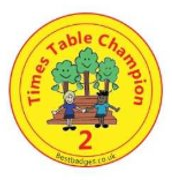 Times Table Champion
2
Bestbadges.co.uk